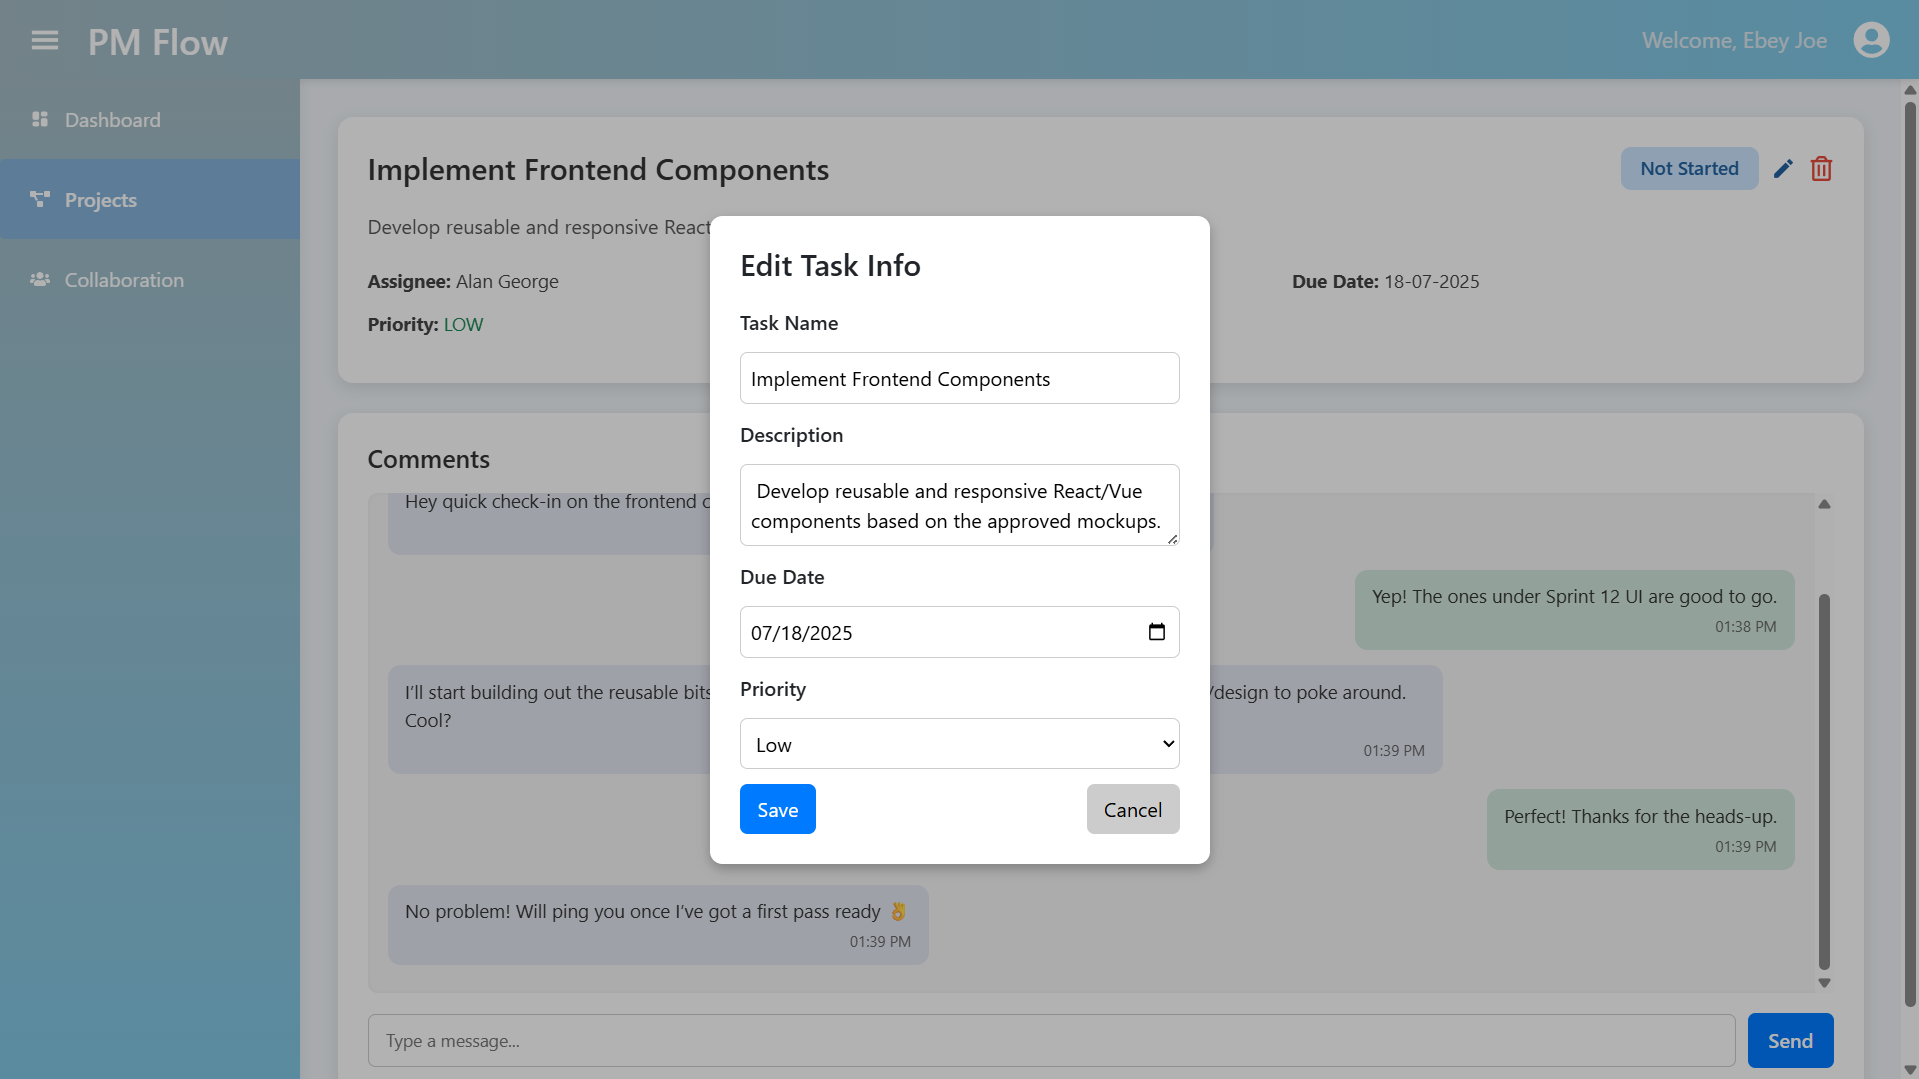 PM Flow
Welcome, Ebey Joe
Dashboard
Projects
Collaboration
Implement Frontend Components
Not Started
Develop reusable and responsive React
Assignee: Alan George
Due Date: 18-07-2025
Priority: LOW
Edit Task Info
Task Name
Implement Frontend Components
Description
Develop reusable and responsive React/Vue
components based on the approved mockups.
Due Date
07/18/2025
Priority
Low
Save
Cancel
Comments
Hey quick check-in on the frontend
Yep! The ones under Sprint 12 UI are good to go.
01:38 PM
I'll start building out the reusable bits /design to poke around.
Cool?
01:39 PM
Perfect! Thanks for the heads-up.
01:39 PM
No problem! Will ping you once I've got a first pass ready 👌
01:39 PM
Type a message...
Send